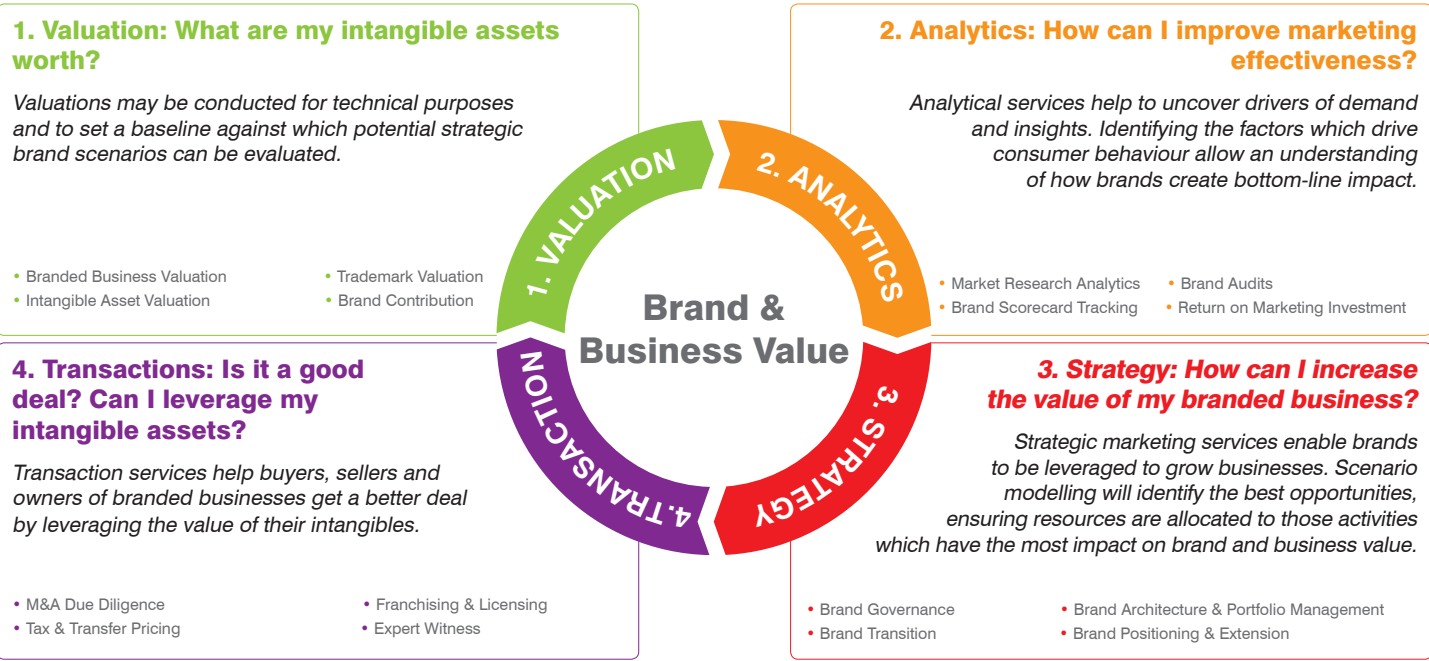 1. Valuation: What are my intangible assets
worth?
Valuations may be conducted for technical purposes
and to set a baseline against which potential strategic
brand scenarios can be evaluated.
• Branded Business Valuation
• Trademark Valuation
• Intangible Asset Valuation
• Brand Contribution
2. Analytics: How can I improve marketing
effectiveness?
Analytical services help to uncover drivers of demand
and insights. Identifying the factors which drive
consumer behaviour allow an understanding
of how brands create bottom-line impact.
• Market Research Analytics
• Brand Audits
• Brand Scorecard Tracking
• Return on Marketing Investment
1. VALUATION
2. ANALYTICS
3. STRATEGY
4. TRANSACTION
Brand &
Business Value
4. Transactions: Is it a good
deal? Can I leverage my
intangible assets?
Transaction services help buyers, sellers and
owners of branded businesses get a better deal
by leveraging the value of their intangibles.
• M&A Due Diligence
• Franchising & Licensing
• Tax & Transfer Pricing
• Expert Witness
3. Strategy: How can I increase
the value of my branded business?
Strategic marketing services enable brands
to be leveraged to grow businesses. Scenario
modelling will identify the best opportunities,
ensuring resources are allocated to those activities
which have the most impact on brand and business value.
• Brand Governance
• Brand Architecture & Portfolio Management
• Brand Transition
• Brand Positioning & Extension